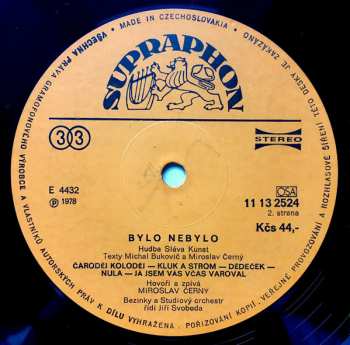 MADE IN CZECHOSLOVAKIA • VŠECHNA PRÁVA GRAMOFONOVÉHO VÝROBCE A VLASTNÍKŮ AUTORSKÝCH PRÁV K DÍLU VYHRAZENA. POŘIZOVÁNÍ KOPIÍ, VEŘEJNÉ PROVOZOVÁNÍ A ROZHLASOVÉ ŠÍŘENÍ TÉTO DESKY JE ZAKÁZÁNO
SUPRAPHON
33
STEREO
E 4432
℗ 1978
OSA
11 13 2524
2. strana
Kčs 44,-
BYLO NEBYLO
Hudba Sláva Kunst
Texty Michal Bukovič a Miroslav Černý
ČARODĚJ KOLODĚJ — KLUK A STROM — DĚDEČEK —
NULA — JÁ JSEM VÁS VČAS VAROVAL
Hovoří a zpívá
MIROSLAV ČERNÝ
Bezinky a Studiový orchestr
řídí Jiří Svoboda